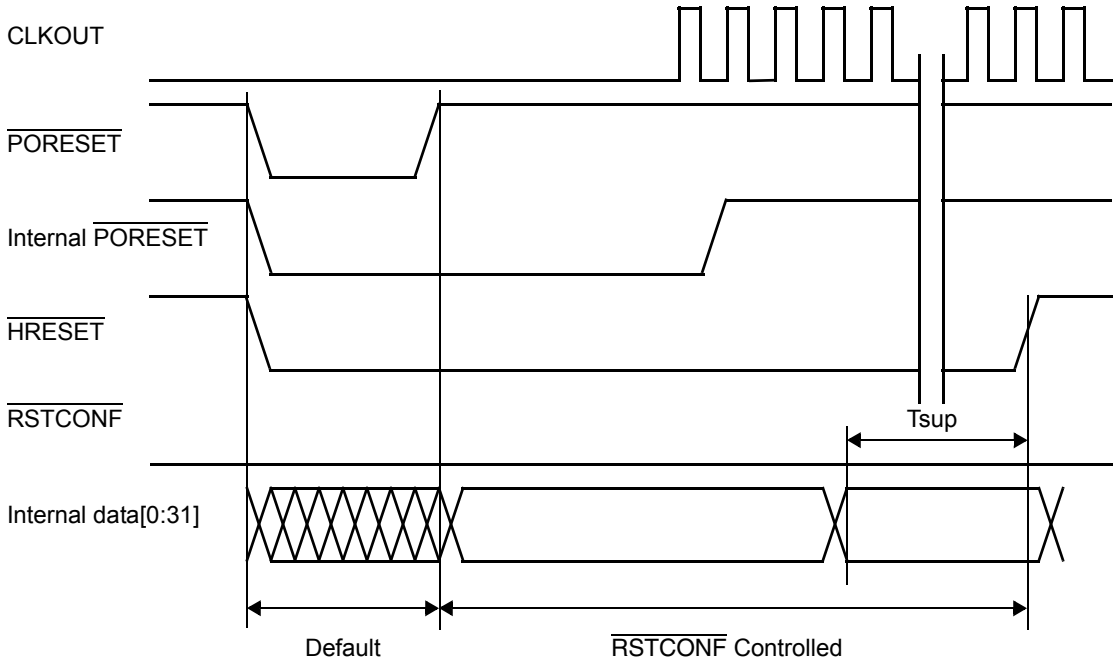 CLKOUT
PORESET
Internal PORESET
HRESET
RSTCONF
Tsup
Internal data[0:31]
Default
RSTCONF Controlled